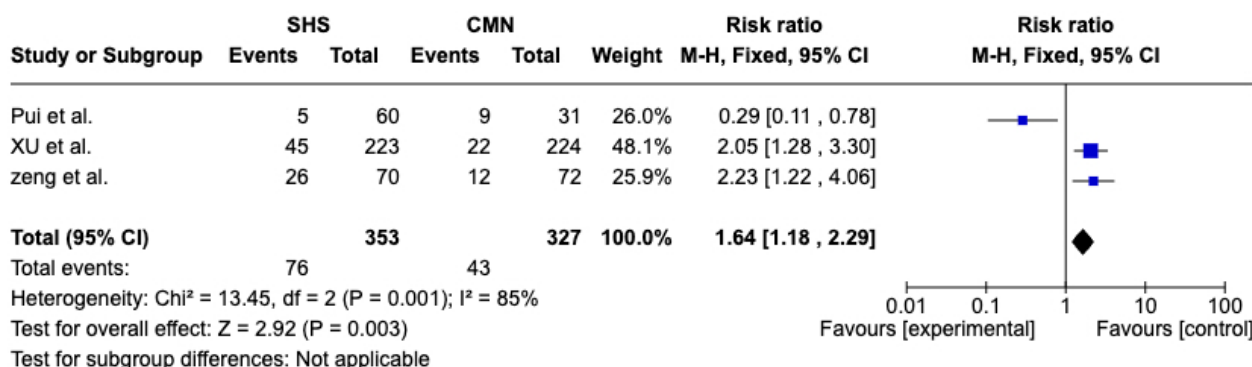 SHS CMN Risk ratio Risk ratio
Study or Subgroup Events Total Events Total Weight M-H, Fixed, 95% CI M-H, Fixed, 95% CI
Pui et al. 5 60 9 31 26.0% 0.29 [0.11 , 0.78]
XU et al. 45 223 22 224 48.1% 2.05 [1.28 , 3.30]
zeng et al. 26 70 12 72 25.9% 2.23 [1.22 , 4.06]
Total (95% CI) 353 327 100.0% 1.64 [1.18 , 2.29]
Total events: 76 43
Heterogeneity: Chi² = 13.45, df = 2 (P = 0.001); I² = 85%
0.01 0.1 1 10 100
Test for overall effect: Z = 2.92 (P = 0.003)
Favours [experimental] Favours [control]
Test for subgroup differences: Not applicable